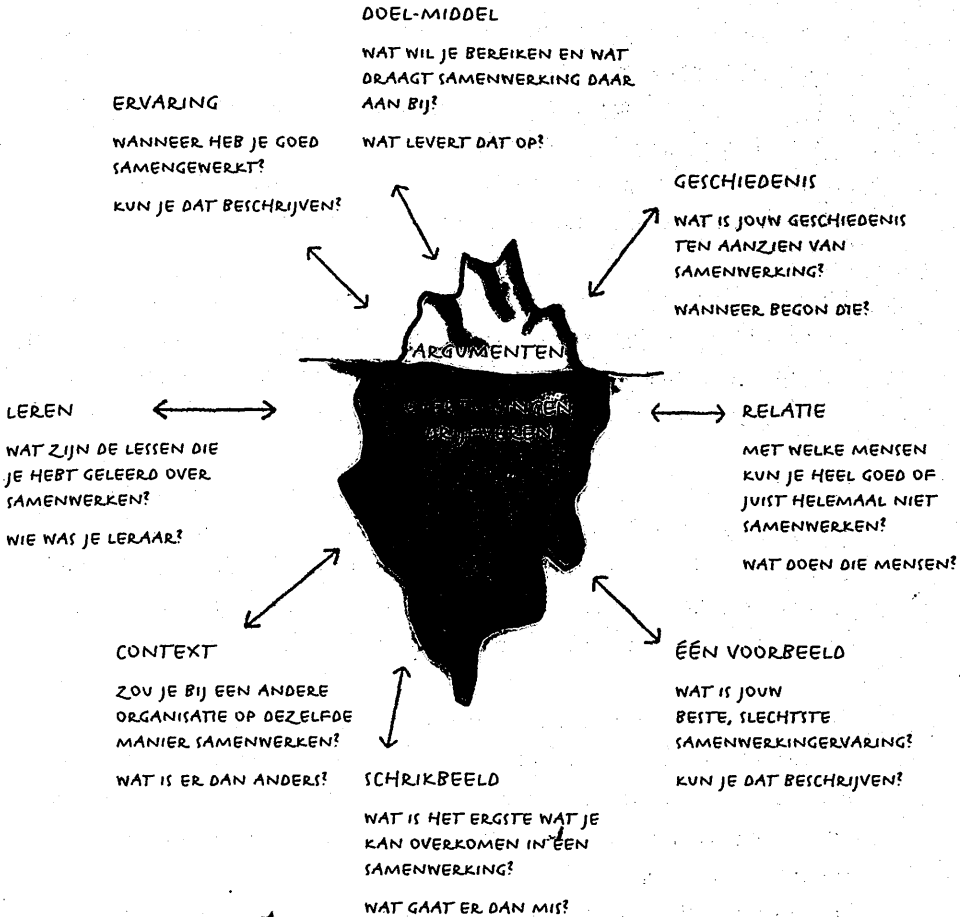 DOEL-MIDDEL
WAT WIL JE BEREIKEN EN WAT
DRAAGT SAMENWERKING DAAR
AAN BIJ?
WAT LEVERT DAT OP?
ERVARING
WANNEER HEB JE GOED
SAMENGEWERKT?
KUN JE DAT BESCHRIJVEN?
GESCHIEDENIS
WAT IS JOUW GESCHIEDENIS
TEN AANZIEN VAN
SAMENWERKING?
WANNEER BEGON DIE?
ARGUMENTEN
LEREN
WAT ZIJN DE LESSEN DIE
JE HEBT GELEERD OVER
SAMENWERKEN?
WIE WAS JE LERAAR?
OVERTUIGINGEN
DRIJFVEREN
RELATIE
MET WELKE MENSEN
KUN JE HEEL GOED OF
JUIST HELEMAAL NIET
SAMENWERKEN?
WAT DOEN DIE MENSEN?
CONTEXT
ZOU JE BIJ EEN ANDERE
ORGANISATIE OP DEZELFDE
MANIER SAMENWERKEN?
WAT IS ER DAN ANDERS?
ÉÉN VOORBEELD
WAT IS JOUW
BESTE, SLECHTSTE
SAMENWERKINGERVARING?
KUN JE DAT BESCHRIJVEN?
SCHRIKBEELD
WAT IS HET ERGSTE WAT JE
KAN OVERKOMEN IN EEN
SAMENWERKING?
WAT GAAT ER DAN MIS?